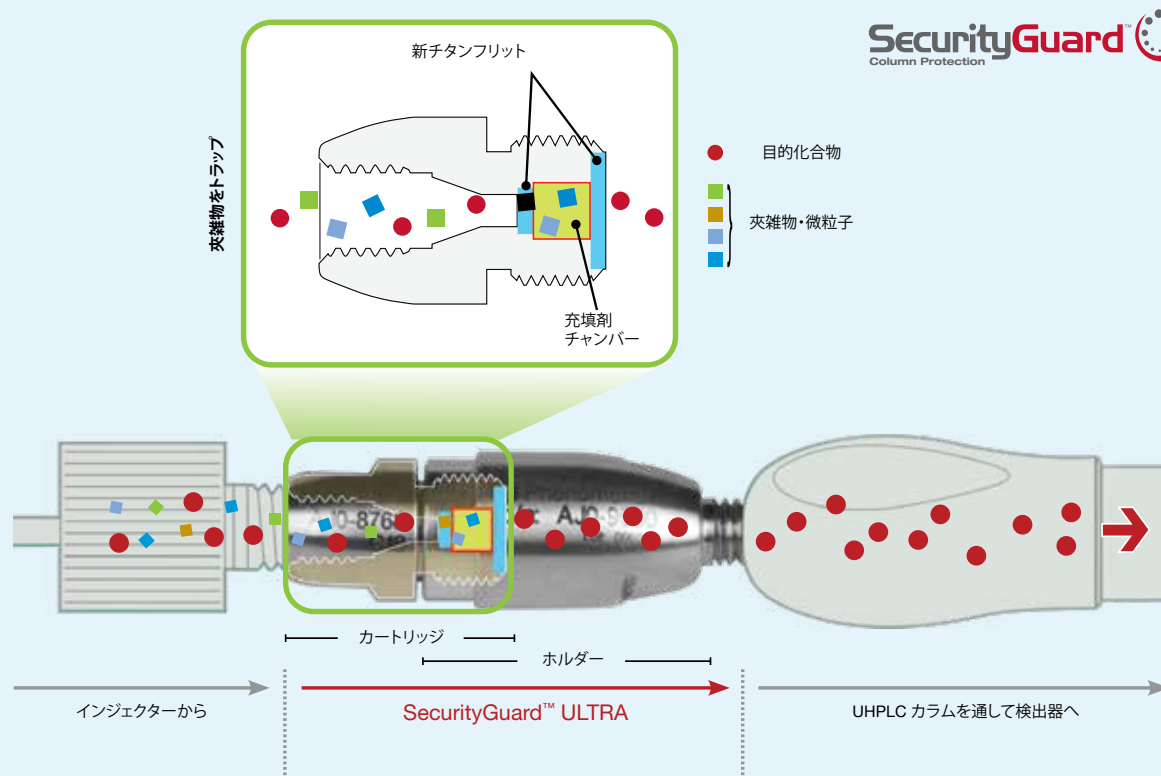 SecurityGuard™
Column Protection
新チタンフリット
夾雑物をトラップ
目的化合物
夾雑物・微粒子
充填剤
チャンバー
カートリッジ
ホルダー
インジェクターから
SecurityGuard™ ULTRA
UHPLC カラムを通して検出器へ